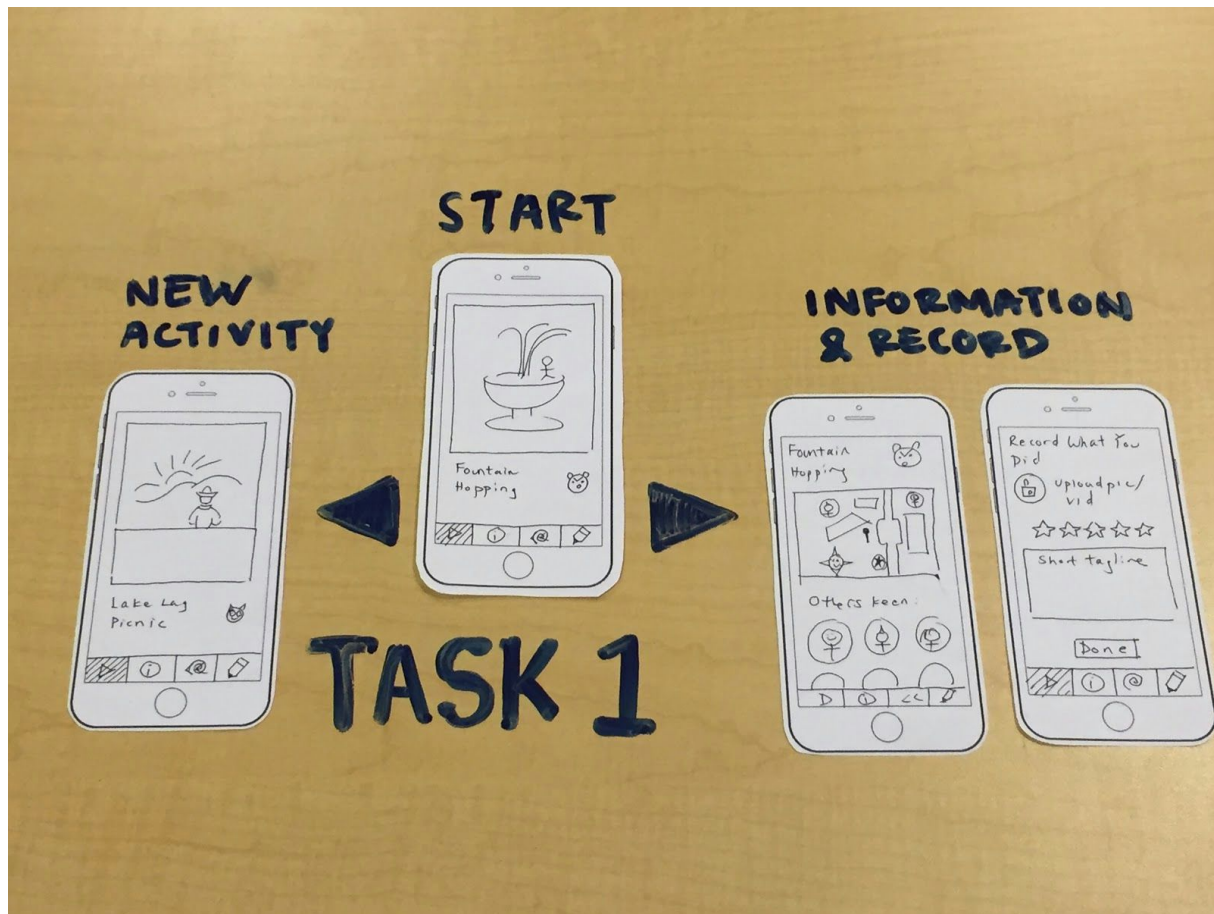 START
NEW
ACTIVITY
INFORMATION
& RECORD
Fountain
Hopping
Lake Lag
Picnic
Fountain
Hopping
Others keen:
Record What You
Did
Upload pic/
vid
Short tagline
Done
TASK 1